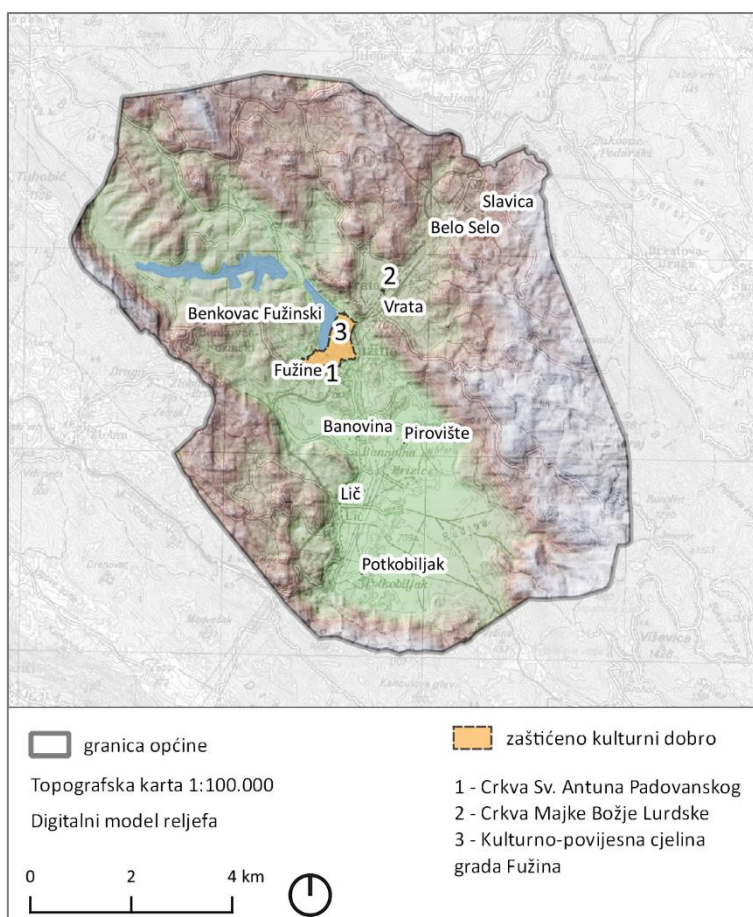 Slavica
Belo Selo
2
Vrata
Benkovac Fužinski
3
Fužine
1
Banovina
Pirovište
Lič
Potkobiljak
granica općine
Topografska karta 1:100.000
Digitalni model reljefa
0 2 4 km
zaštićeno kulturni dobro
1 - Crkva Sv. Antuna Padovanskog
2 - Crkva Majke Božje Lurdske
3 - Kulturno-povijesna cjelina
grada Fužina